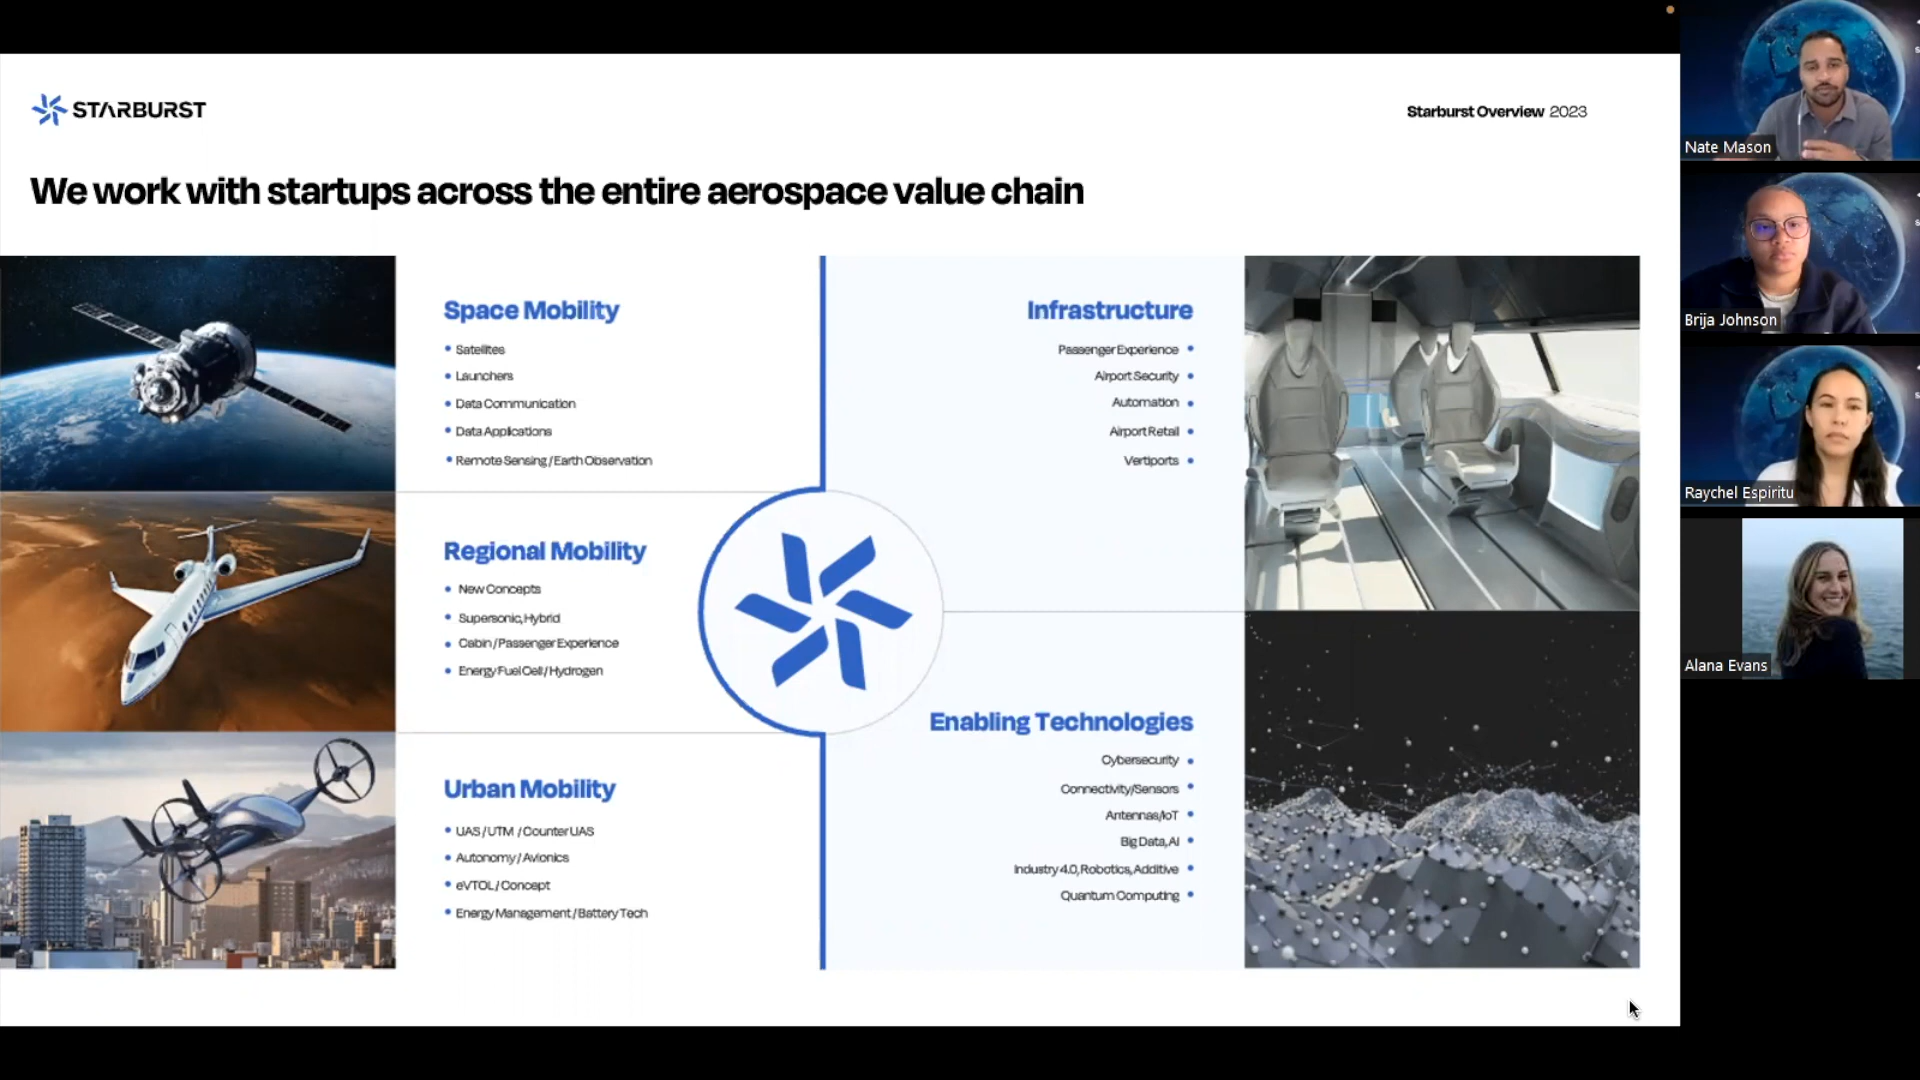 STARBURST
Starburst Overview 2023
We work with startups across the entire aerospace value chain
Space Mobility
• Satellites
• Launchers
• Data Communication
• Data Applications
• Remote Sensing / Earth Observation
Regional Mobility
• New Concepts
• Supersonic, Hybrid
• Cabin / Passenger Experience
• Energy Fuel Cell / Hydrogen
Urban Mobility
• UAS / UTM / Counter UAS
• Autonomy / Avionics
• eVTOL / Concept
• Energy Management / Battery Tech
Infrastructure
Passenger Experience •
Airport Security •
Automation •
Airport Retail •
Vertiports •
Enabling Technologies
Cybersecurity •
Connectivity/Sensors •
Antennas/IoT •
Big Data, AI •
Industry 4.0, Robotics, Additive •
Quantum Computing •
Nate Mason
Brija Johnson
Raychel Espiritu
Alana Evans